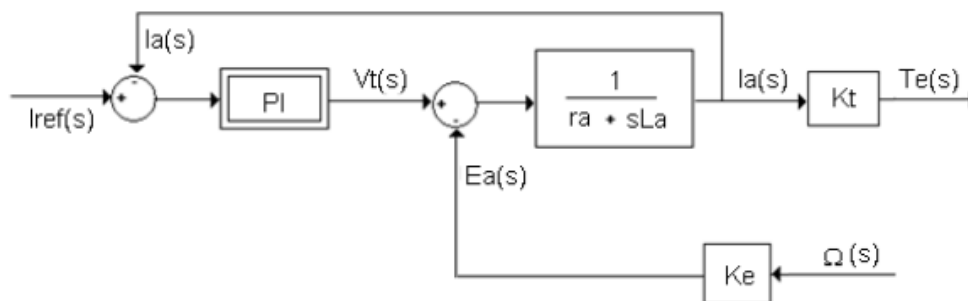 Ia(s)
-
+
Iref(s)
PI
Vt(s)
+
-
1
ra + sLa
Ia(s)
Kt
Te(s)
Ea(s)
Ke
Ω(s)